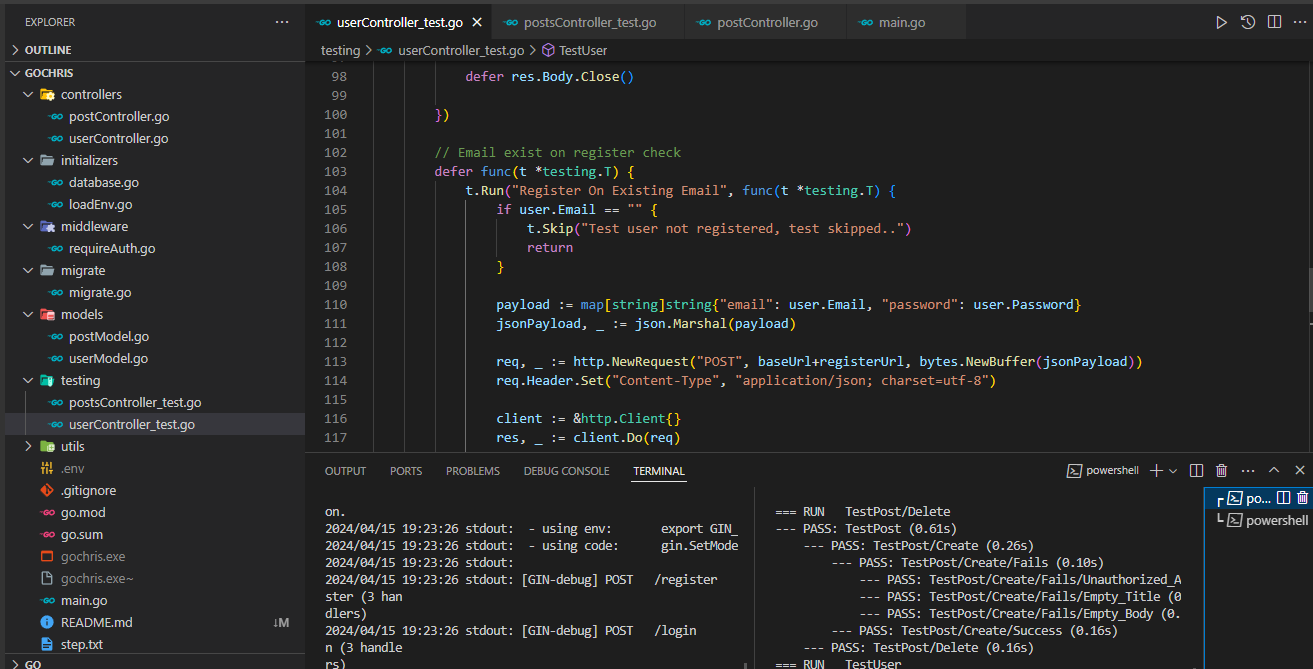 EXPLORER
OUTLINE
GOCHRIS
controllers
postController.go
userController.go
initializers
database.go
loadEnv.go
middleware
requireAuth.go
migrate
migrate.go
models
postModel.go
userModel.go
testing
postsController_test.go
userController_test.go
utils
.env
.gitignore
go.mod
go.sum
gochris.exe
gochris.exe~
main.go
README.md ↓M
step.txt
GO
userController_test.go
postsController_test.go
postController.go
main.go
testing > userController_test.go > TestUser
98 defer res.Body.Close()
99
100 })
101
102 // Email exist on register check
103 defer func(t *testing.T) {
104 t.Run("Register On Existing Email", func(t *testing.T) {
105 if user.Email == "" {
106 t.Skip("Test user not registered, test skipped..")
107 return
108 }
109
110 payload := map[string]string{"email": user.Email, "password": user.Password}
111 jsonPayload, _ := json.Marshal(payload)
112
113 req, _ := http.NewRequest("POST", baseUrl+registerUrl, bytes.NewBuffer(jsonPayload))
114 req.Header.Set("Content-Type", "application/json; charset=utf-8")
115
116 client := &http.Client{}
117 res, _ := client.Do(req)
OUTPUT PORTS PROBLEMS DEBUG CONSOLE TERMINAL
powershell
on.
2024/04/15 19:23:26 stdout: - using env: export GIN_
2024/04/15 19:23:26 stdout: - using code: gin.SetMode
2024/04/15 19:23:26 stdout:
2024/04/15 19:23:26 stdout: [GIN-debug] POST /register
ster (3 han
dlers)
2024/04/15 19:23:26 stdout: [GIN-debug] POST /login
n (3 handle
rs)
=== RUN TestPost/Delete
--- PASS: TestPost (0.61s)
--- PASS: TestPost/Create (0.26s)
--- PASS: TestPost/Create/Fails (0.10s)
--- PASS: TestPost/Create/Fails/Unauthorized_A
--- PASS: TestPost/Create/Fails/Empty_Title (0
--- PASS: TestPost/Create/Fails/Empty_Body (0.
--- PASS: TestPost/Create/Success (0.16s)
--- PASS: TestPost/Delete (0.16s)
=== RUN TestUser
po...
powershell